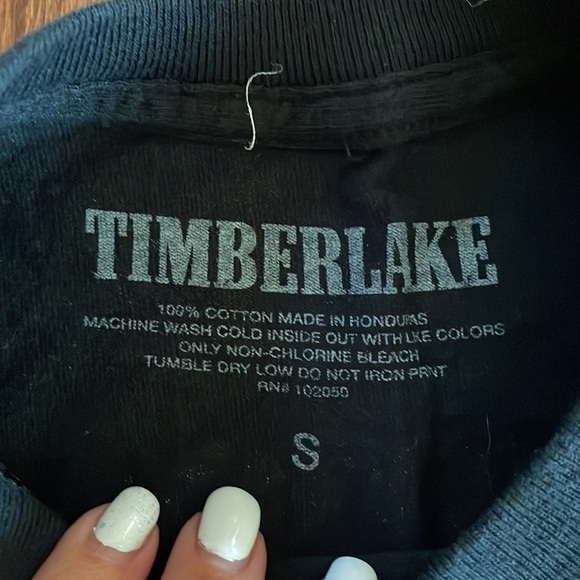 TIMBERLAKE
100% COTTON MADE IN HONDURAS
MACHINE WASH COLD INSIDE OUT WITH LIKE COLORS
ONLY NON-CHLORINE BLEACH
TUMBLE DRY LOW DO NOT IRON PRINT
RN# 102050
S